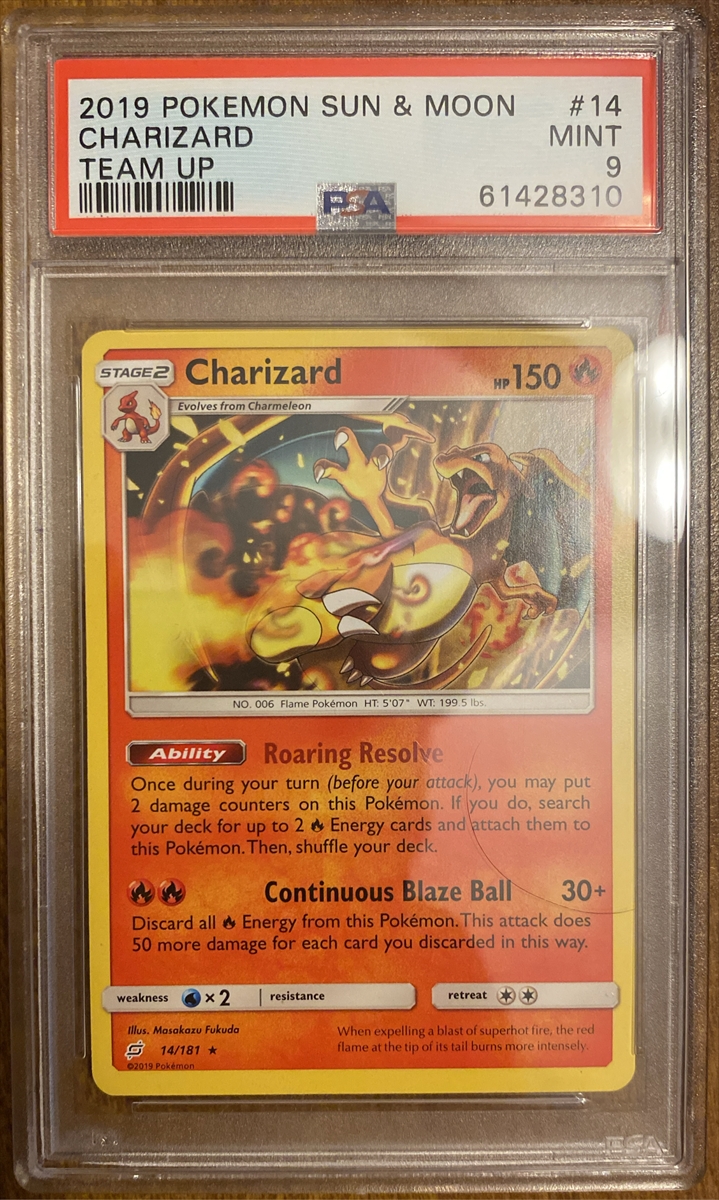 2019 POKEMON SUN & MOON #14
CHARIZARD MINT
TEAM UP 9
61428310
PSA
STAGE2 Charizard HP 150
Evolves from Charmeleon
NO. 006 Flame Pokémon HT: 5'07" WT: 199.5 lbs.
Ability Roaring Resolve
Once during your turn (before your attack), you may put
2 damage counters on this Pokémon. If you do, search
your deck for up to 2 Energy cards and attach them to
this Pokémon. Then, shuffle your deck.
Continuous Blaze Ball 30+
Discard all Energy from this Pokémon. This attack does
50 more damage for each card you discarded in this way.
weakness ×2 resistance retreat
Illus. Masakazu Fukuda
14/181 ★
©2019 Pokémon
When expelling a blast of superhot fire, the red
flame at the tip of its tail burns more intensely.
PSA